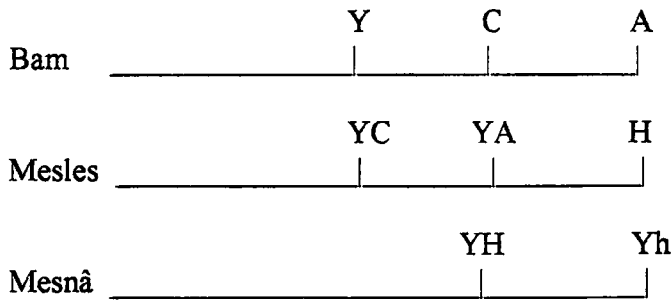 Y C A
Bam
YC YA H
Mesles
YH Yh
Mesnâ